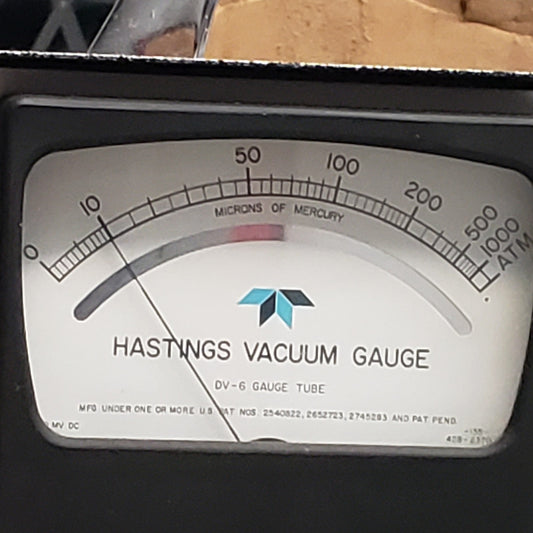 0 10 50 100 200 500 1000 ATM
MICRONS OF MERCURY
HASTINGS VACUUM GAUGE
DV-6 GAUGE TUBE
MFG UNDER ONE OR MORE U.S. PAT NOS. 2540822, 2652723, 2745283 AND PAT. PEND.
MV DC